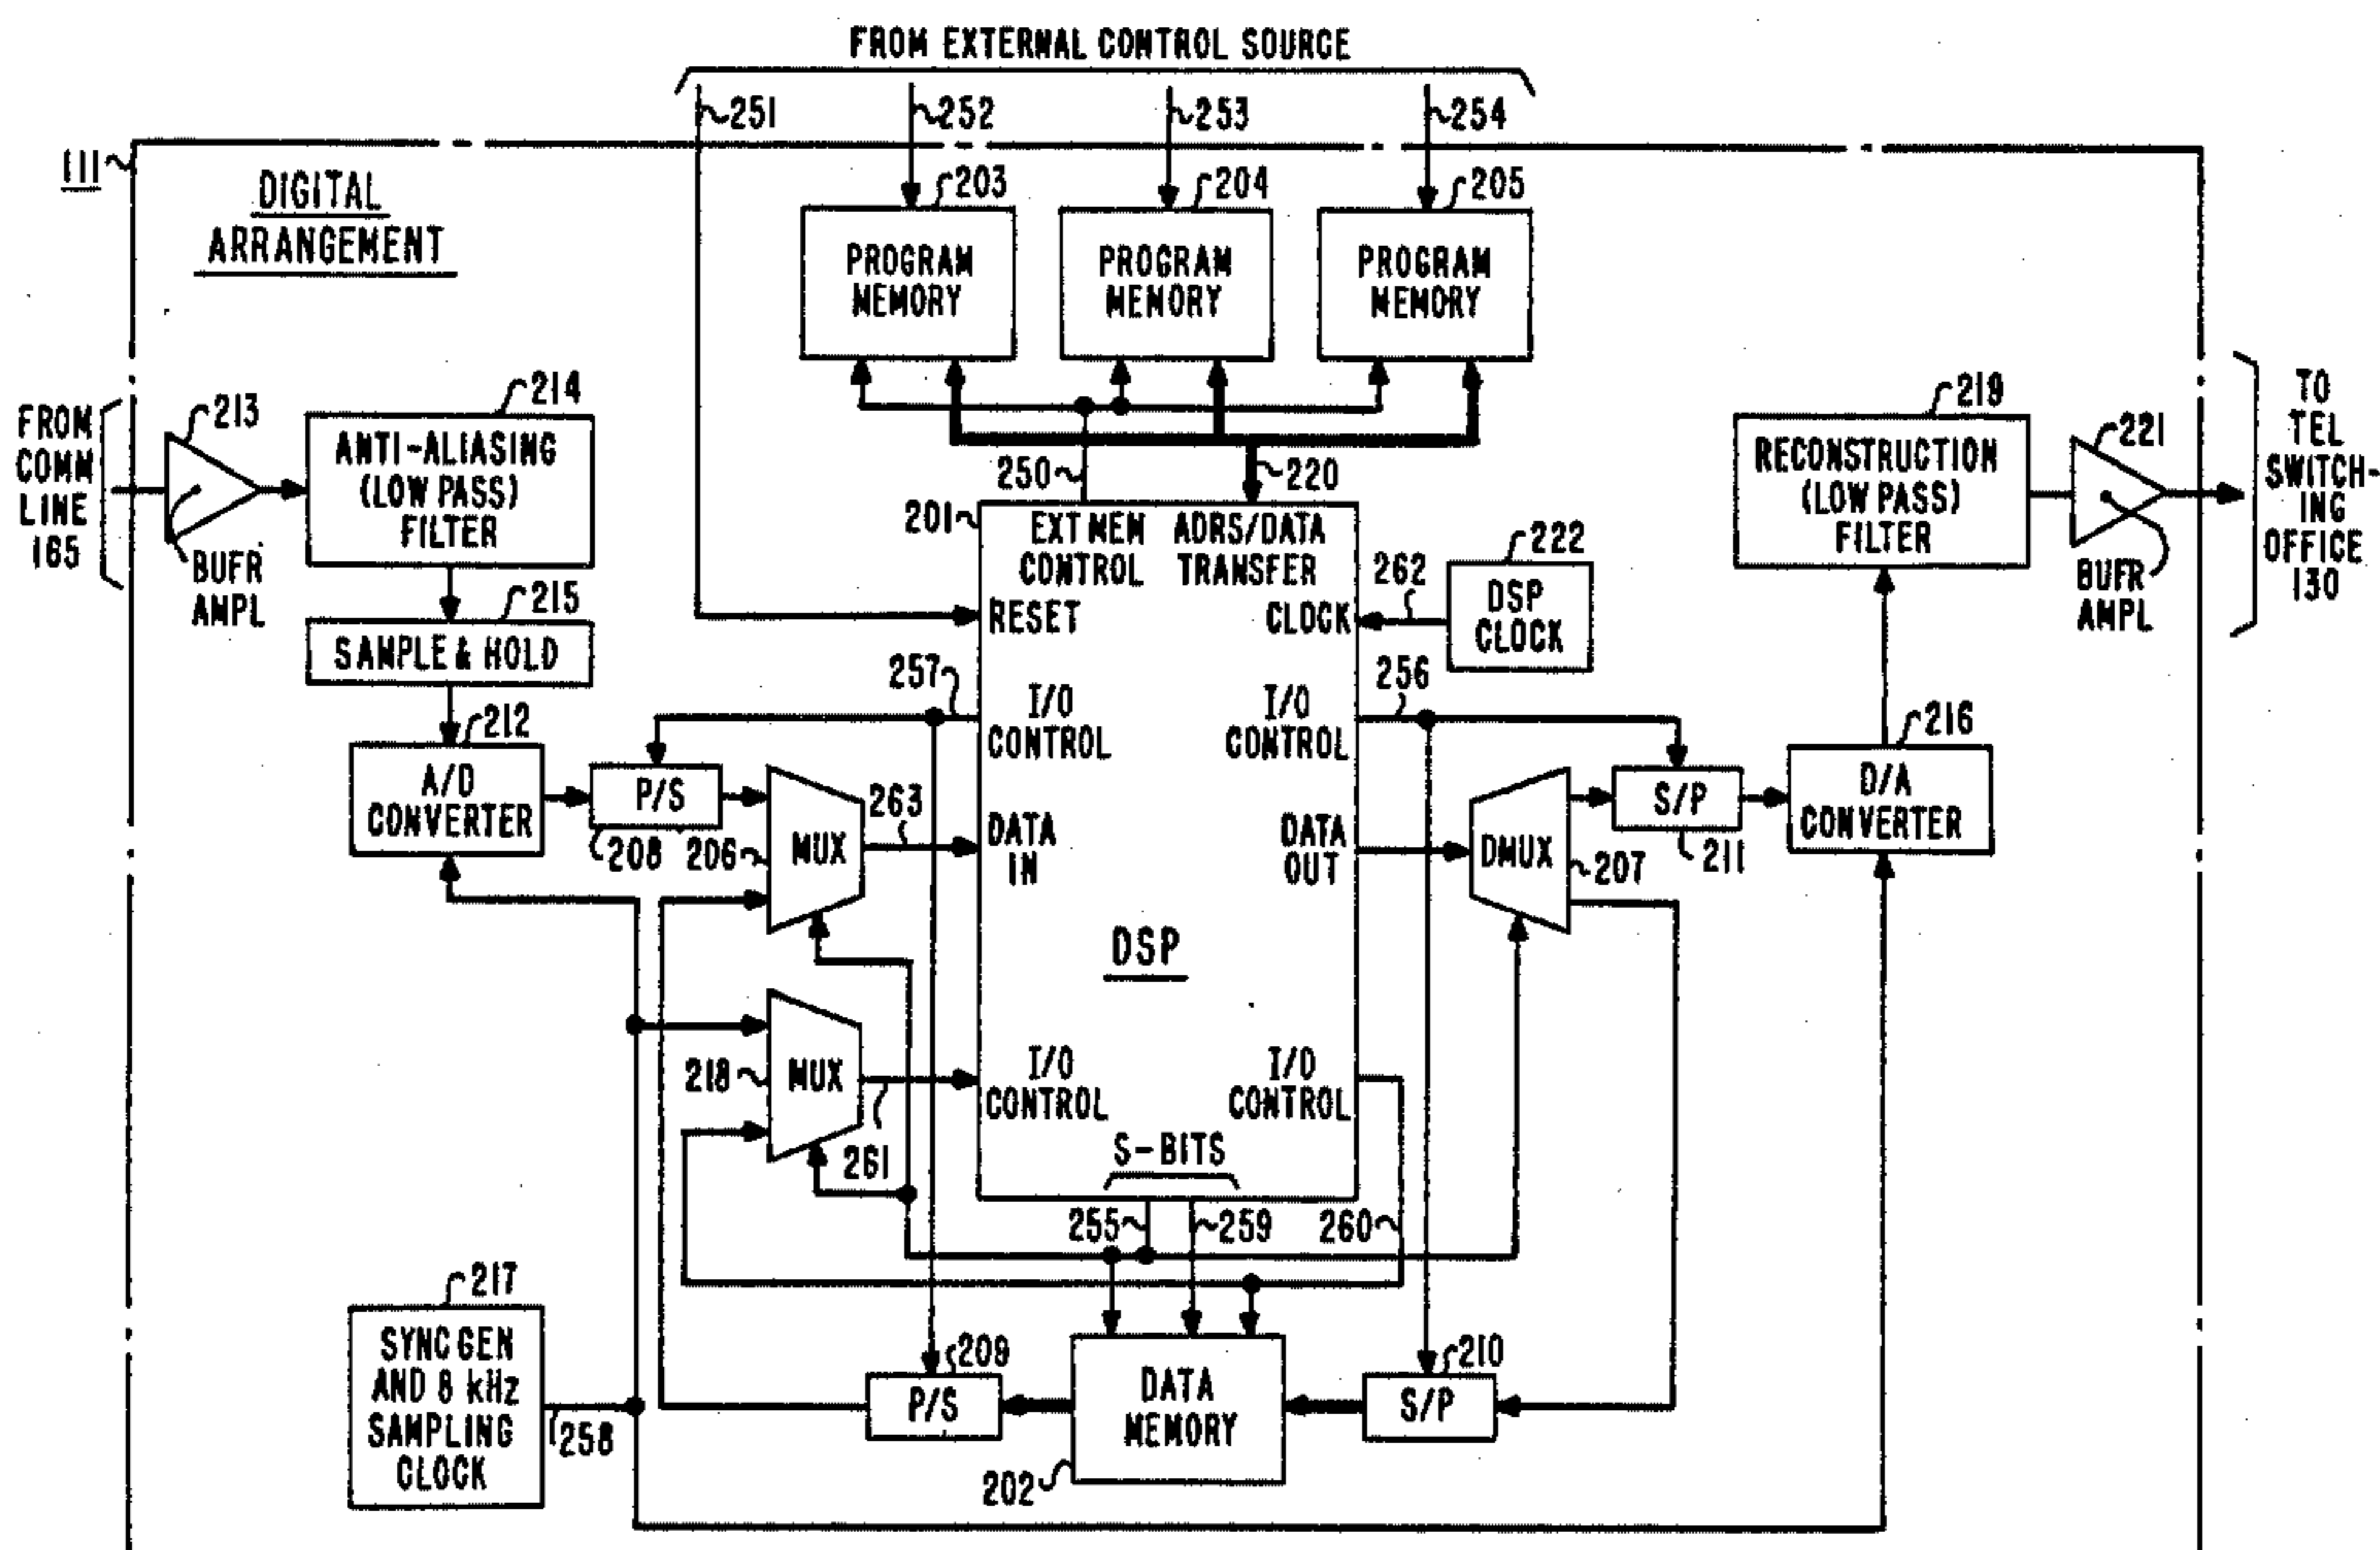 FROM EXTERNAL CONTROL SOURCE
251
252
253
254
111
DIGITAL
ARRANGEMENT
203
204
205
PROGRAM
MEMORY
PROGRAM
MEMORY
PROGRAM
MEMORY
FROM
COMM
LINE
165
213
BUFR
AMPL
214
ANTI-ALIASING
(LOW PASS)
FILTER
215
SAMPLE & HOLD
212
A/D
CONVERTER
P/S
208
206
MUX
263
218
MUX
261
217
SYNC GEN
AND 8 kHz
SAMPLING
CLOCK
258
250
220
201
EXT MEM
CONTROL
ADRS/DATA
TRANSFER
RESET
CLOCK
262
222
DSP
CLOCK
257
I/O
CONTROL
I/O
CONTROL
256
DATA
IN
DATA
OUT
DSP
I/O
CONTROL
I/O
CONTROL
S-BITS
255
259
260
DMUX
207
S/P
211
216
D/A
CONVERTER
219
RECONSTRUCTION
(LOW PASS)
FILTER
221
BUFR
AMPL
TO
TEL
SWITCH-
ING
OFFICE
130
209
P/S
DATA
MEMORY
202
210
S/P